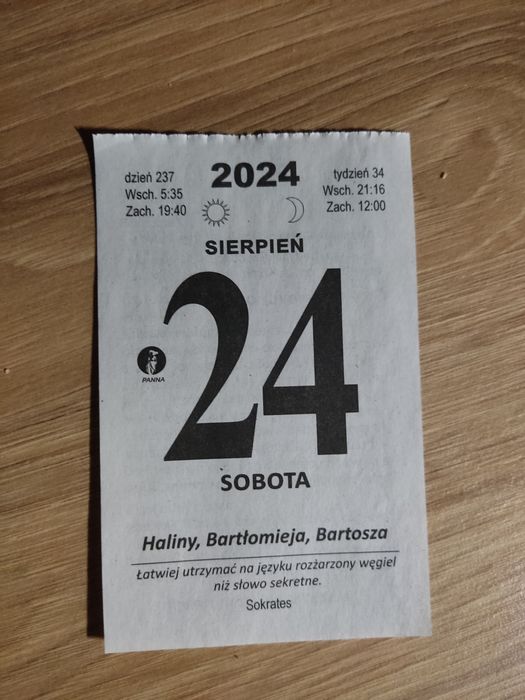 dzień 237
Wsch. 5:35
Zach. 19:40
2024
tydzień 34
Wsch. 21:16
Zach. 12:00
SIERPIEŃ
24
PANNA
SOBOTA
Haliny, Bartłomieja, Bartosza
Łatwiej utrzymać na języku rozżarzony węgiel
niż słowo sekretne.
Sokrates